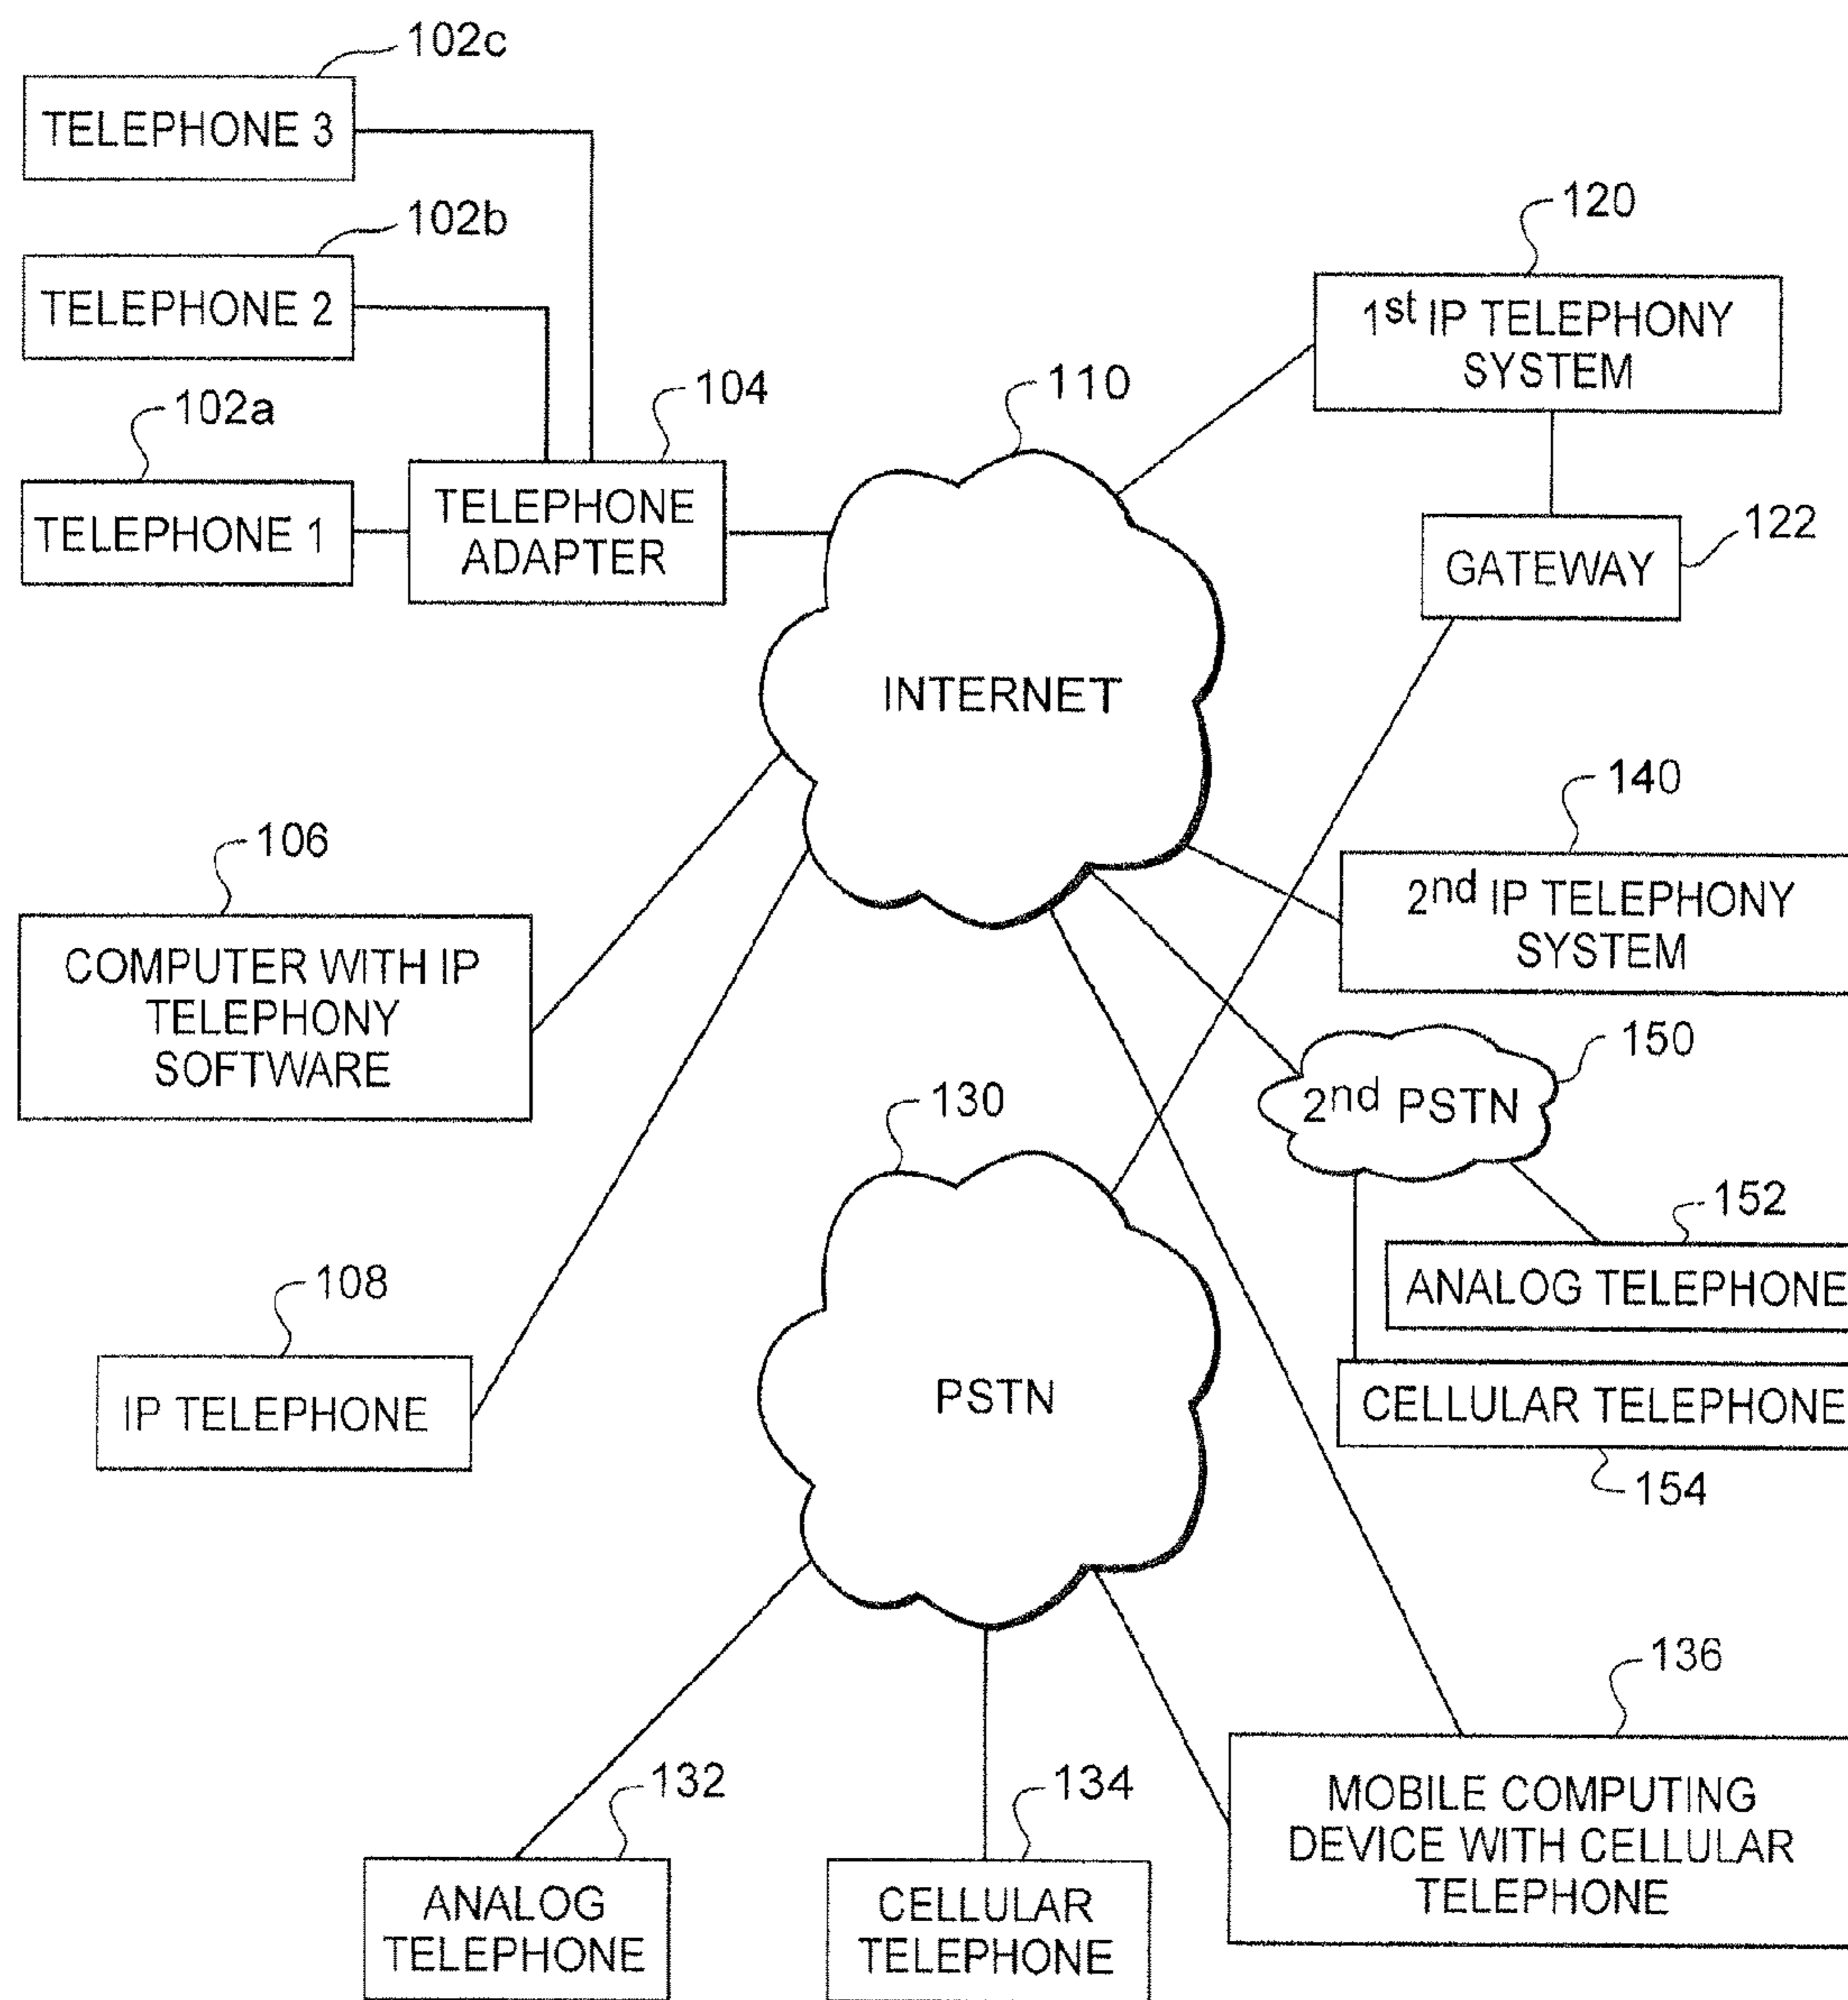 102c
TELEPHONE 3
102b
TELEPHONE 2
102a
TELEPHONE 1
104
TELEPHONE
ADAPTER
110
INTERNET
120
1st IP TELEPHONY
SYSTEM
122
GATEWAY
140
2nd IP TELEPHONY
SYSTEM
106
COMPUTER WITH IP
TELEPHONY
SOFTWARE
150
2nd PSTN
130
PSTN
152
ANALOG TELEPHONE
108
IP TELEPHONE
CELLULAR TELEPHONE
154
136
MOBILE COMPUTING
DEVICE WITH CELLULAR
TELEPHONE
132
ANALOG
TELEPHONE
134
CELLULAR
TELEPHONE